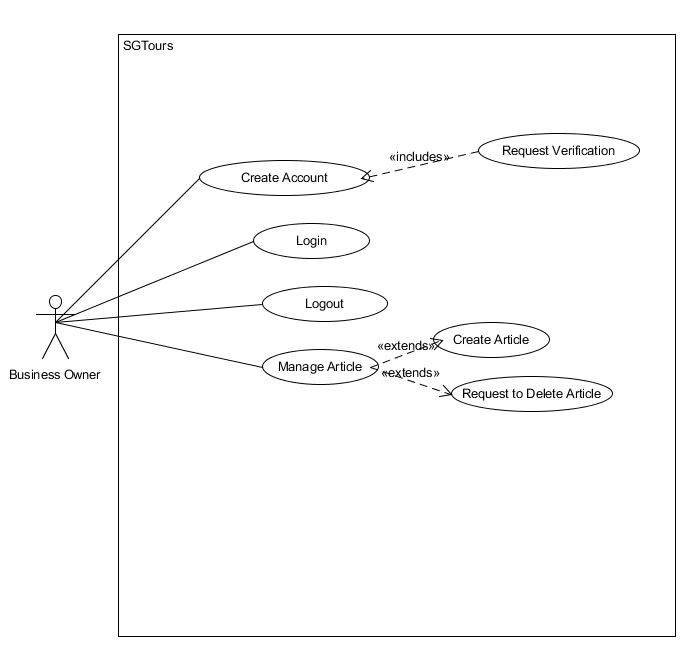 SGTours
«includes»
Request Verification
Create Account
Login
Logout
Create Article
«extends»
Manage Article
«extends»
Business Owner
Request to Delete Article